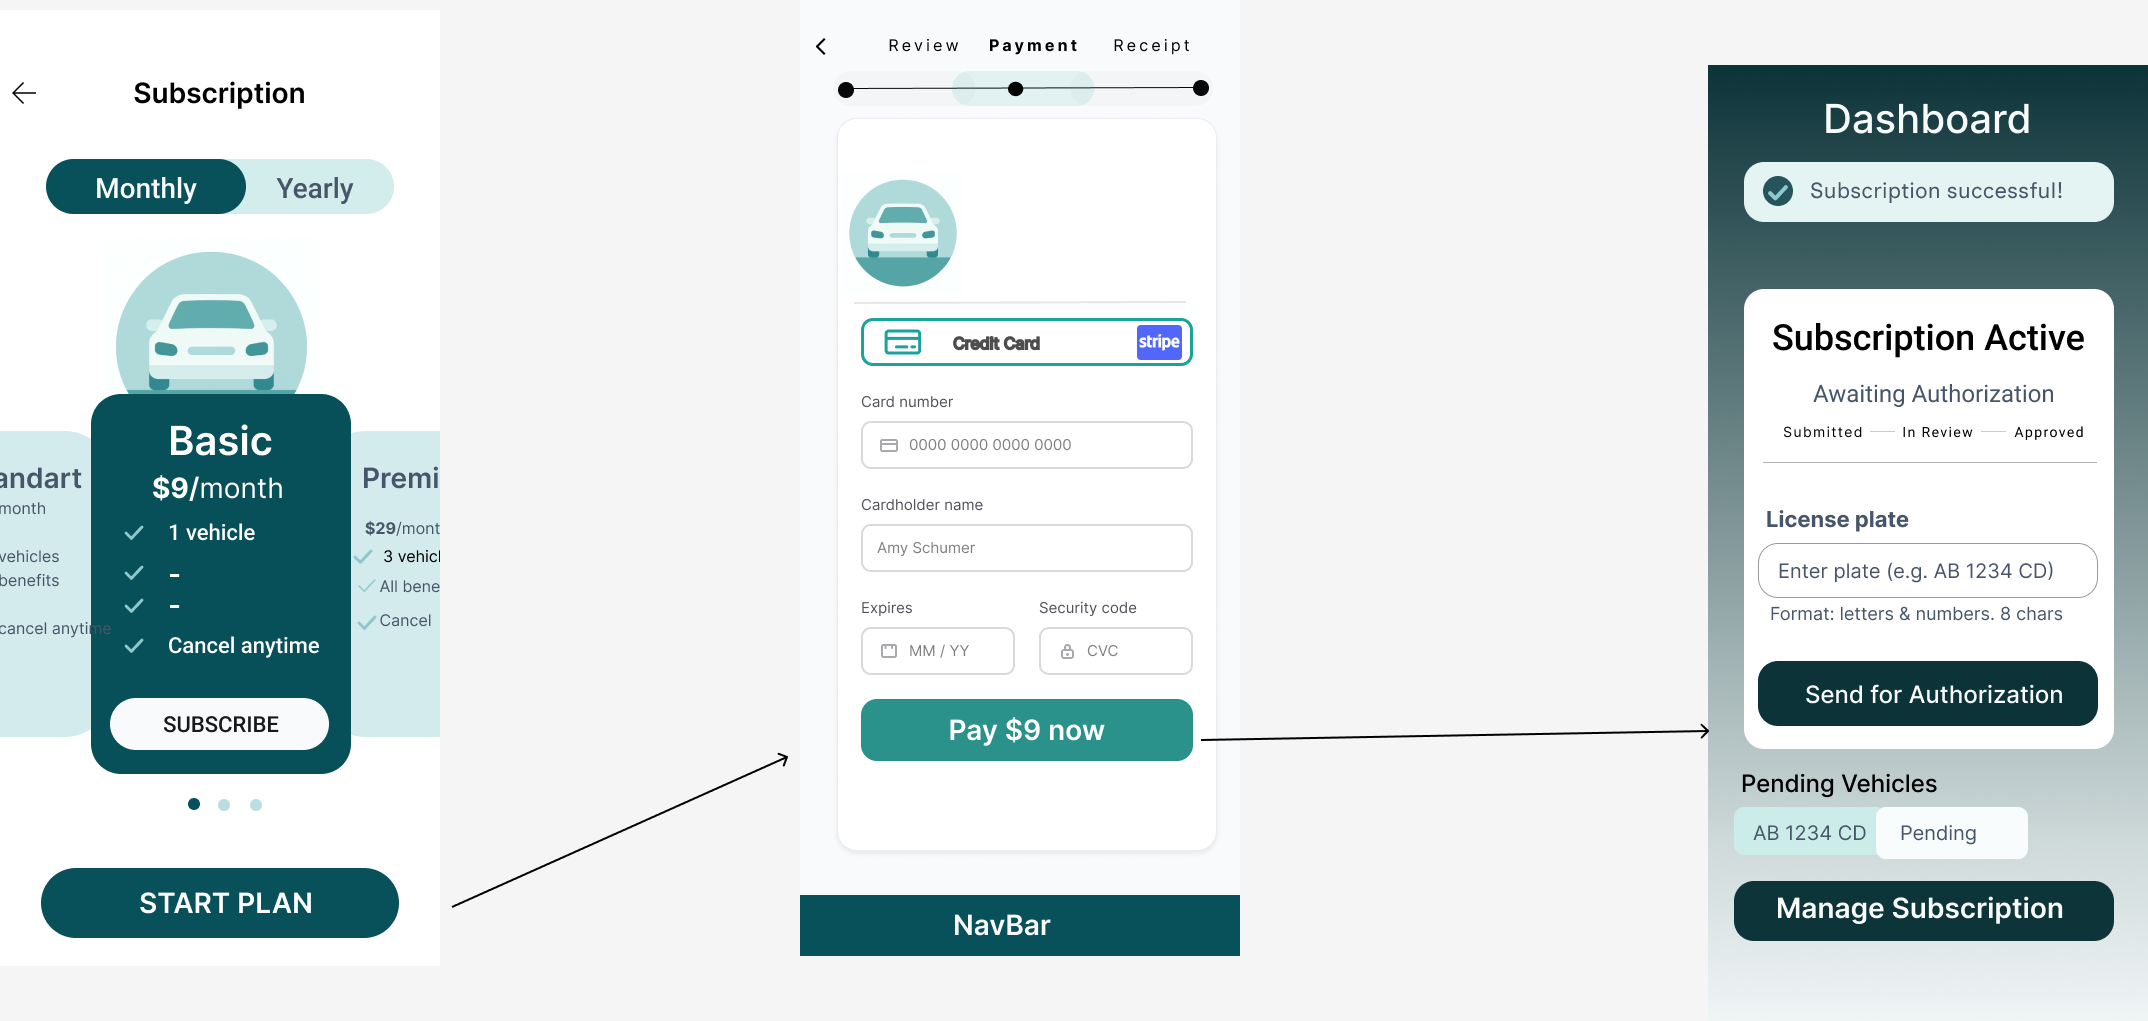 Subscription
Monthly
Yearly
andart
month
vehicles
benefits
cancel anytime
Basic
$9/month
1 vehicle
-
-
Cancel anytime
SUBSCRIBE
Premi
$29/mont
3 vehicl
All bene
Cancel
START PLAN
Review Payment Receipt
Credit Card
stripe
Card number
0000 0000 0000 0000
Cardholder name
Amy Schumer
Expires
Security code
MM / YY
CVC
Pay $9 now
NavBar
Dashboard
Subscription successful!
Subscription Active
Awaiting Authorization
Submitted In Review Approved
License plate
Enter plate (e.g. AB 1234 CD)
Format: letters & numbers. 8 chars
Send for Authorization
Pending Vehicles
AB 1234 CD
Pending
Manage Subscription